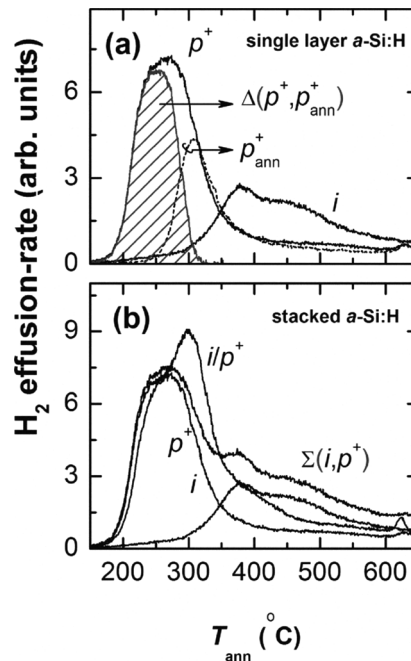 H₂ effusion-rate (arb. units)
(a)
p⁺
single layer a-Si:H
Δ(p⁺,p⁺ₐₙₙ)
p⁺ₐₙₙ
i
6
3
0
(b)
stacked a-Si:H
i/p⁺
p⁺
i
Σ(i,p⁺)
9
6
3
0
200 300 400 500 600
Tₐₙₙ (°C)